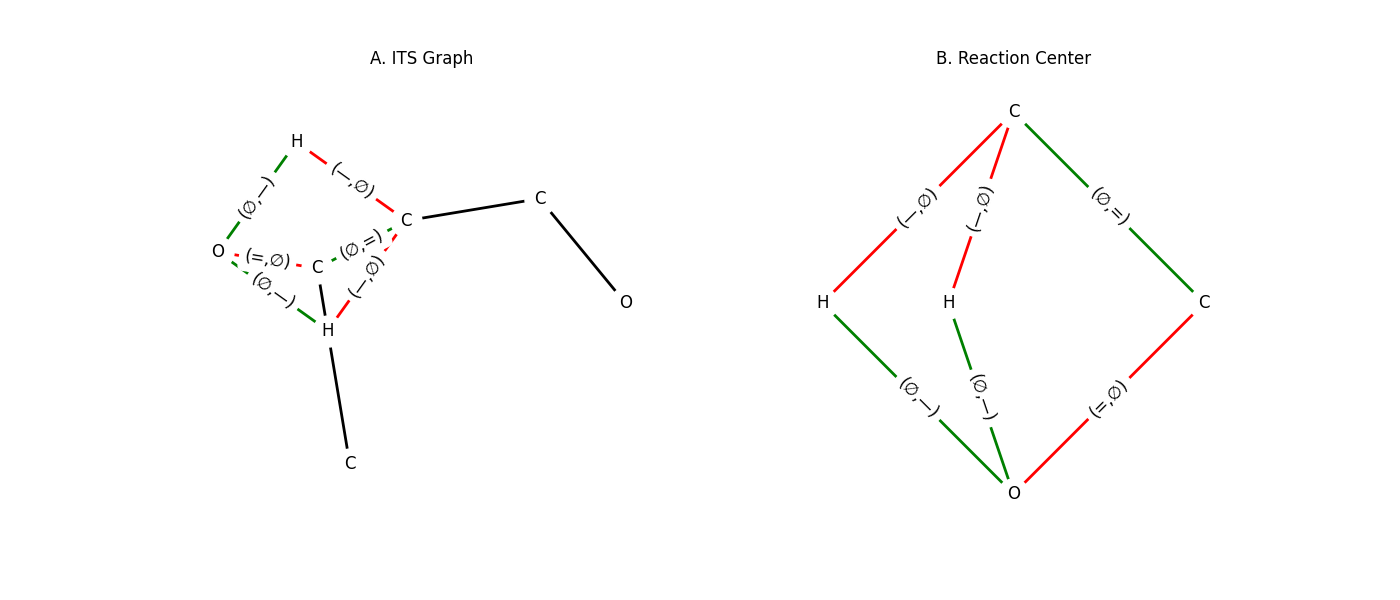 A. ITS Graph
H
(—,∅)
(∅,—)
C
C
O
(=,∅)
C
(∅,=)
(∅,—)
(—,∅)
O
H
C
B. Reaction Center
C
(—,∅)
(—,∅)
(∅,=)
H
H
C
(∅,—)
(∅,—)
(=,∅)
O